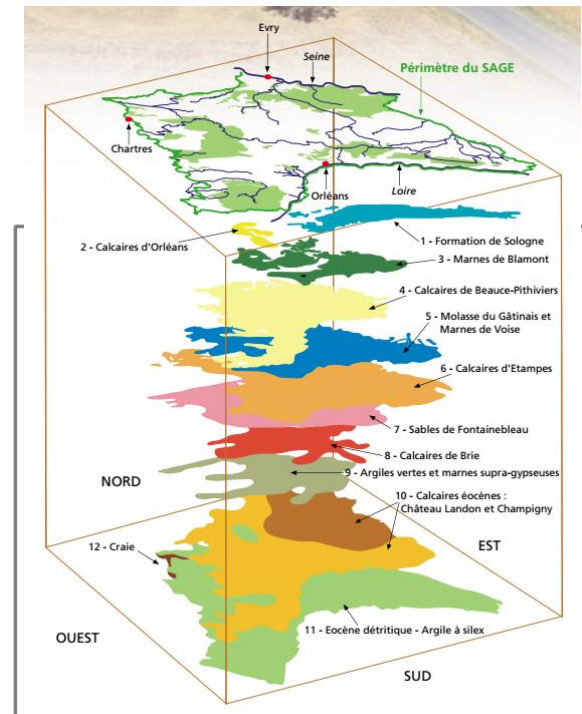 Evry
Seine
Périmètre du SAGE
Chartres
Orléans
Loire
2 - Calcaires d'Orléans
1 - Formation de Sologne
3 - Marnes de Blamont
4 - Calcaires de Beauce-Pithiviers
5 - Molasse du Gâtinais et
Marnes de Voise
6 - Calcaires d'Etampes
7 - Sables de Fontainebleau
8 - Calcaires de Brie
9 - Argiles vertes et marnes supra-gypseuses
NORD
10 - Calcaires éocènes :
Château Landon et Champigny
12 - Craie
EST
11 - Eocène détritique - Argile à silex
OUEST
SUD